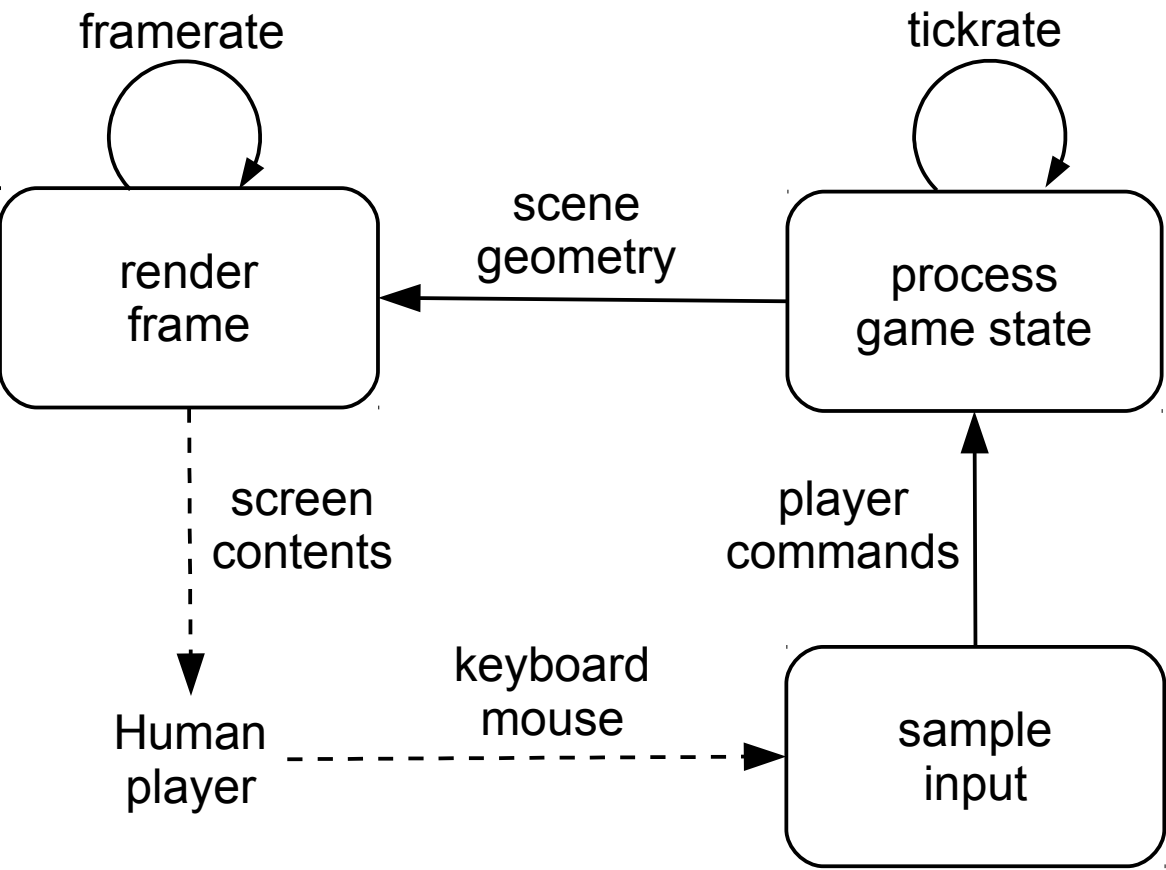 framerate
tickrate
scene
geometry
render
frame
process
game state
screen
contents
player
commands
keyboard
mouse
Human
player
sample
input